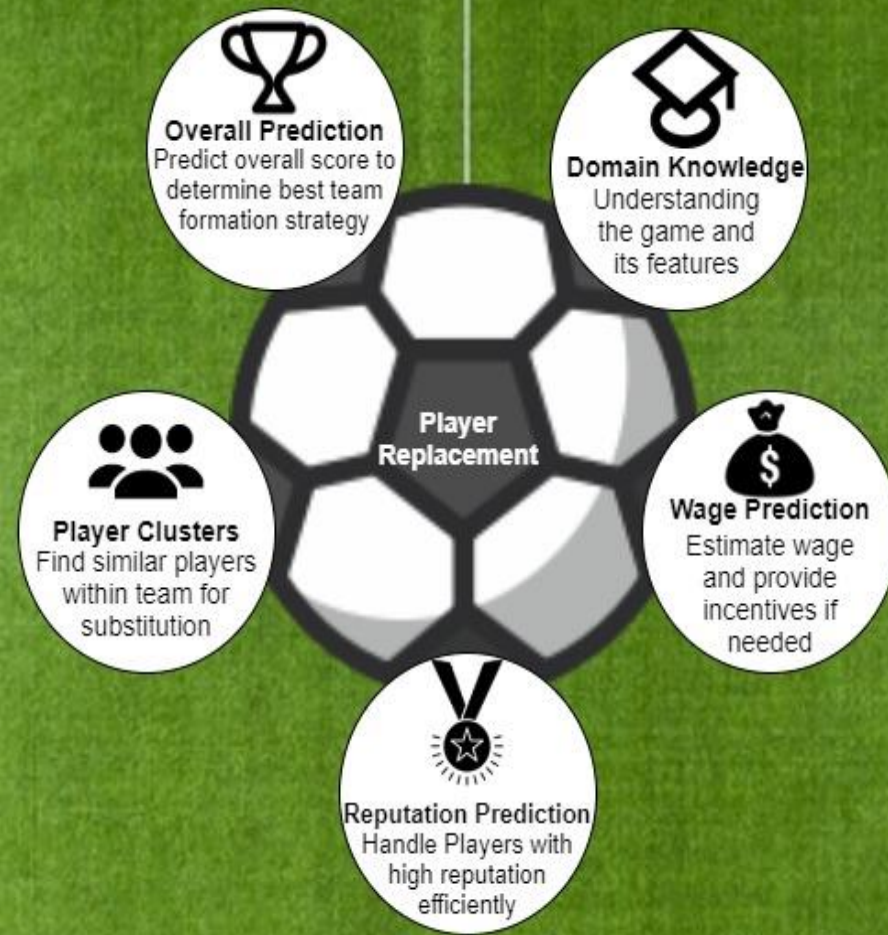 Overall Prediction
Predict overall score to
determine best team
formation strategy
Domain Knowledge
Understanding
the game and
its features
Player
Replacement
Player Clusters
Find similar players
within team for
substitution
$
Wage Prediction
Estimate wage
and provide
incentives if
needed
Reputation Prediction
Handle Players with
high reputation
efficiently